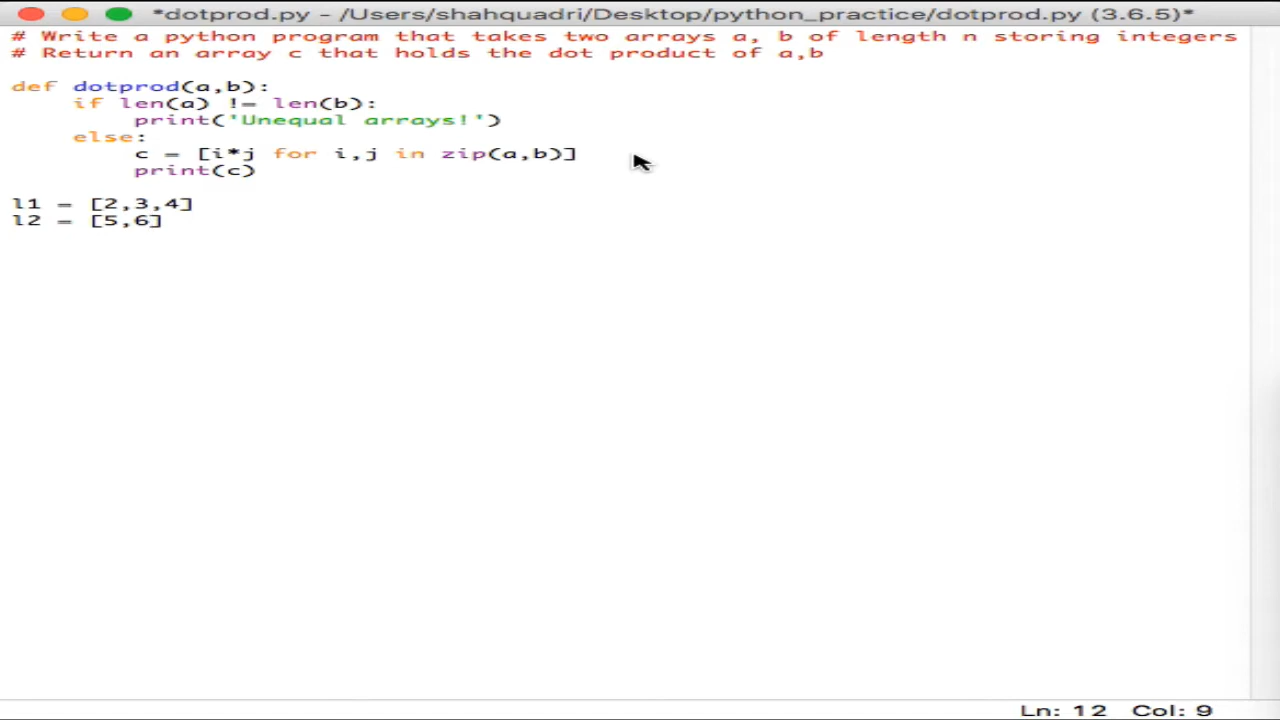 *dotprod.py - /Users/shahquadri/Desktop/python_practice/dotprod.py (3.6.5)*
# Write a python program that takes two arrays a, b of length n storing integers
# Return an array c that holds the dot product of a,b
def dotprod(a,b):
    if len(a) != len(b):
        print('Unequal arrays!')
    else:
        c = [i*j for i,j in zip(a,b)]
        print(c)
l1 = [2,3,4]
l2 = [5,6]
Ln: 12 Col: 9